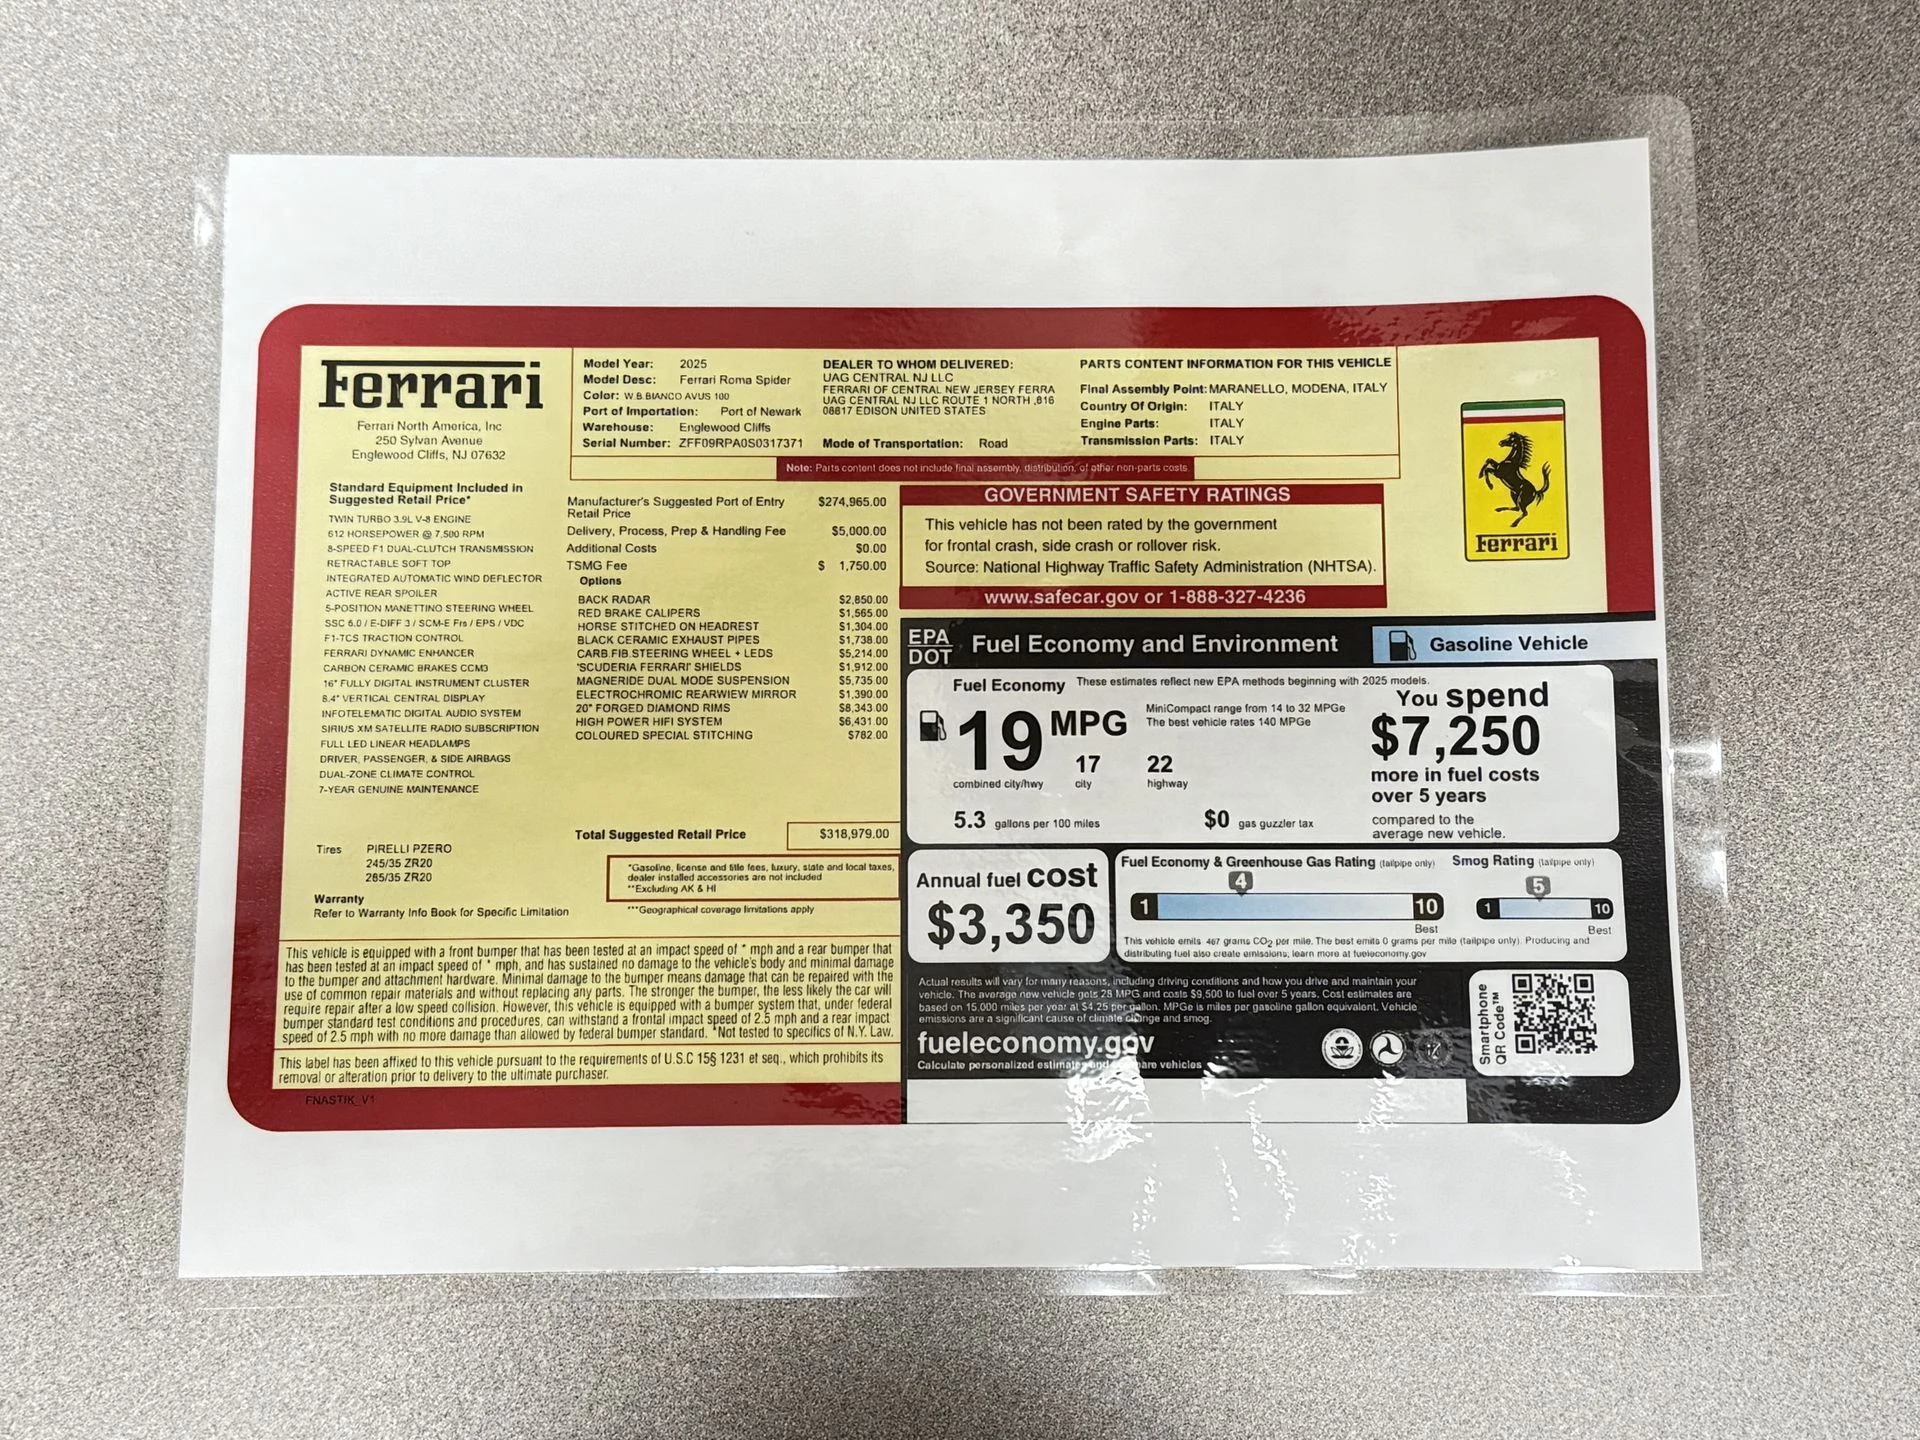 Ferrari
Ferrari North America, Inc
250 Sylvan Avenue
Englewood Cliffs, NJ 07632
Model Year: 2025
Model Desc: Ferrari Roma Spider
Color: W.B.BIANCO AVUS 100
Port of Importation: Port of Newark
Warehouse: Englewood Cliffs
Serial Number: ZFF09RPA0S0317371
DEALER TO WHOM DELIVERED:
UAG CENTRAL NJ LLC
FERRARI OF CENTRAL NEW JERSEY FERRA
UAG CENTRAL NJ LLC ROUTE 1 NORTH ,816
08817 EDISON UNITED STATES
Mode of Transportation: Road
PARTS CONTENT INFORMATION FOR THIS VEHICLE
Final Assembly Point: MARANELLO, MODENA, ITALY
Country Of Origin: ITALY
Engine Parts: ITALY
Transmission Parts: ITALY
Note: Parts content does not include final assembly, distribution, of other non-parts costs.
Ferrari
Standard Equipment Included in
Suggested Retail Price*
TWIN TURBO 3.9L V-8 ENGINE
612 HORSEPOWER @ 7,500 RPM
8-SPEED F1 DUAL-CLUTCH TRANSMISSION
RETRACTABLE SOFT TOP
INTEGRATED AUTOMATIC WIND DEFLECTOR
ACTIVE REAR SPOILER
5-POSITION MANETTINO STEERING WHEEL
SSC 6.0 / E-DIFF 3 / SCM-E Frs / EPS / VDC
F1-TCS TRACTION CONTROL
FERRARI DYNAMIC ENHANCER
CARBON CERAMIC BRAKES CCM3
16" FULLY DIGITAL INSTRUMENT CLUSTER
8.4" VERTICAL CENTRAL DISPLAY
INFOTELEMATIC DIGITAL AUDIO SYSTEM
SIRIUS XM SATELLITE RADIO SUBSCRIPTION
FULL LED LINEAR HEADLAMPS
DRIVER, PASSENGER, & SIDE AIRBAGS
DUAL-ZONE CLIMATE CONTROL
7-YEAR GENUINE MAINTENANCE
Tires PIRELLI PZERO
245/35 ZR20
285/35 ZR20
Warranty
Refer to Warranty Info Book for Specific Limitation
Manufacturer's Suggested Port of Entry $274,965.00
Retail Price
Delivery, Process, Prep & Handling Fee $5,000.00
Additional Costs $0.00
TSMG Fee $ 1,750.00
Options
BACK RADAR $2,850.00
RED BRAKE CALIPERS $1,565.00
HORSE STITCHED ON HEADREST $1,304.00
BLACK CERAMIC EXHAUST PIPES $1,738.00
CARB.FIB.STEERING WHEEL + LEDS $5,214.00
'SCUDERIA FERRARI' SHIELDS $1,912.00
MAGNERIDE DUAL MODE SUSPENSION $5,735.00
ELECTROCHROMIC REARWIEW MIRROR $1,390.00
20" FORGED DIAMOND RIMS $8,343.00
HIGH POWER HIFI SYSTEM $6,431.00
COLOURED SPECIAL STITCHING $782.00
Total Suggested Retail Price $318,979.00
*Gasoline, license and title fees, luxury, state and local taxes,
dealer installed accessories are not included
**Excluding AK & HI
***Geographical coverage limitations apply
This vehicle is equipped with a front bumper that has been tested at an impact speed of * mph and a rear bumper that
has been tested at an impact speed of * mph, and has sustained no damage to the vehicle's body and minimal damage
to the bumper and attachment hardware. Minimal damage to the bumper means damage that can be repaired with the
use of common repair materials and without replacing any parts. The stronger the bumper, the less likely the car will
require repair after a low speed collision. However, this vehicle is equipped with a bumper system that, under federal
bumper standard test conditions and procedures, can withstand a frontal impact speed of 2.5 mph and a rear impact
speed of 2.5 mph with no more damage than allowed by federal bumper standard. *Not tested to specifics of N.Y. Law.
This label has been affixed to this vehicle pursuant to the requirements of U.S.C 15§ 1231 et seq., which prohibits its
removal or alteration prior to delivery to the ultimate purchaser.
FNASTIK_V1
GOVERNMENT SAFETY RATINGS
This vehicle has not been rated by the government
for frontal crash, side crash or rollover risk.
Source: National Highway Traffic Safety Administration (NHTSA).
www.safecar.gov or 1-888-327-4236
EPA
DOT
Fuel Economy and Environment
Gasoline Vehicle
Fuel Economy
These estimates reflect new EPA methods beginning with 2025 models.
19 MPG
combined city/hwy
17
city
22
highway
MiniCompact range from 14 to 32 MPGe
The best vehicle rates 140 MPGe
5.3 gallons per 100 miles
$0 gas guzzler tax
You spend
$7,250
more in fuel costs
over 5 years
compared to the
average new vehicle.
Annual fuel cost
$3,350
Fuel Economy & Greenhouse Gas Rating (tailpipe only)
4
1 10
Best
Smog Rating (tailpipe only)
5
1 10
Best
This vehicle emits 467 grams CO2 per mile. The best emits 0 grams per mile (tailpipe only). Producing and
distributing fuel also create emissions; learn more at fueleconomy.gov
Actual results will vary for many reasons, including driving conditions and how you drive and maintain your
vehicle. The average new vehicle gets 28 MPG and costs $9,500 to fuel over 5 years. Cost estimates are
based on 15,000 miles per year at $4.25 per gallon. MPGe is miles per gasoline gallon equivalent. Vehicle
emissions are a significant cause of climate change and smog.
fueleconomy.gov
Calculate personalized estimates and compare vehicles
Smartphone
QR Code™